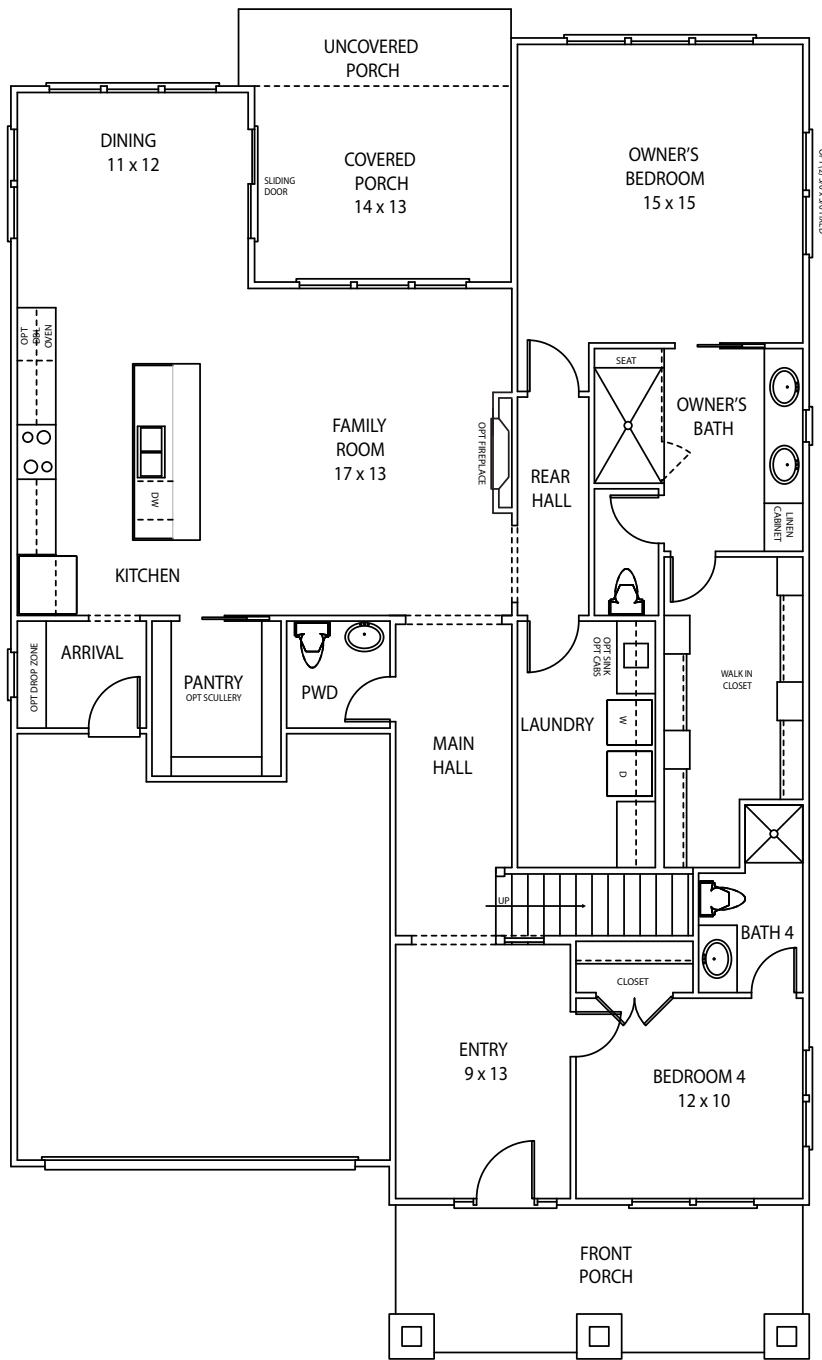 UNCOVERED
PORCH
DINING
11 x 12
SLIDING
DOOR
COVERED
PORCH
14 x 13
OWNER'S
BEDROOM
15 x 15
OPT
DBL
OVEN
DW
FAMILY
ROOM
17 x 13
OPT FIREPLACE
REAR
HALL
SEAT
OWNER'S
BATH
LINEN
CABINET
KITCHEN
ARRIVAL
OPT DROP ZONE
PANTRY
OPT SCULLERY
PWD
MAIN
HALL
OPT SINK
OPT CABS
LAUNDRY
W
D
WALK IN
CLOSET
UP
BATH 4
CLOSET
ENTRY
9 x 13
BEDROOM 4
12 x 10
FRONT
PORCH